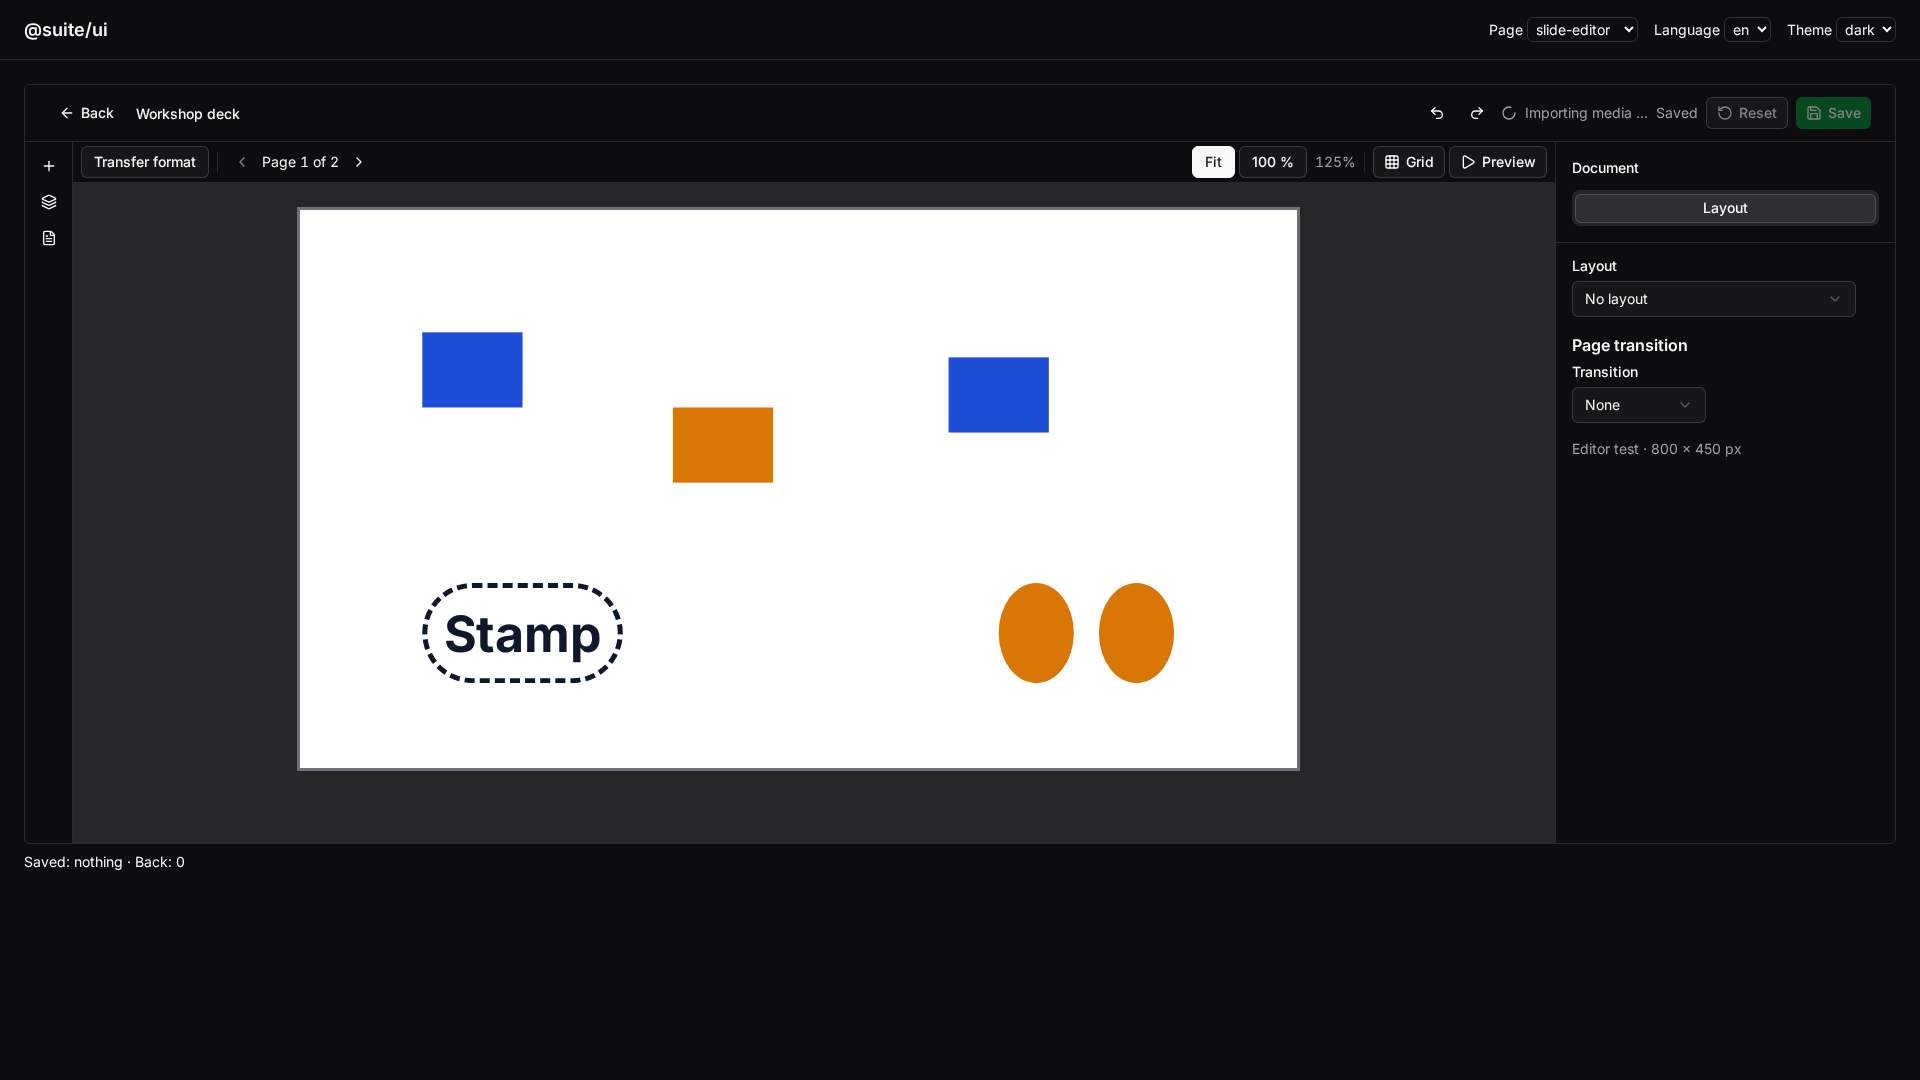 @suite/ui
Page slide-editor Language en Theme dark
Back Workshop deck Importing media ... Saved Reset Save
Transfer format Page 1 of 2 Fit 100 % 125% Grid Preview
Document
Layout
Layout
No layout
Page transition
Transition
None
Editor test · 800 × 450 px
Stamp
Saved: nothing · Back: 0